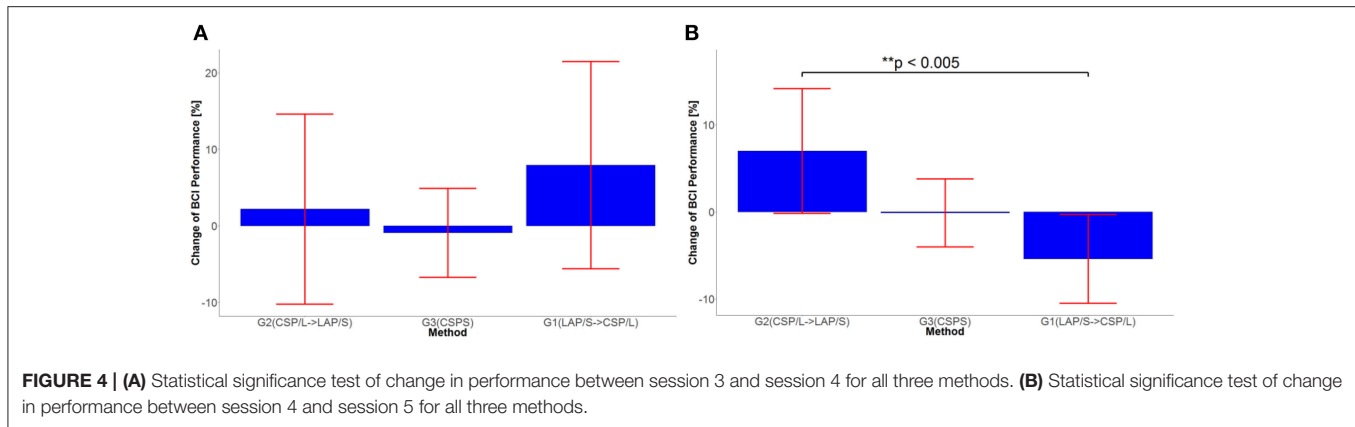 A
Change of BCI Performance [%]
20
10
0
-10
G2(CSP/L->LAP/S)
G3(CSPS)
G1(LAP/S->CSP/L)
Method
B
**p < 0.005
Change of BCI Performance [%]
10
0
-10
G2(CSP/L->LAP/S)
G3(CSPS)
G1(LAP/S->CSP/L)
Method
FIGURE 4 | (A) Statistical significance test of change in performance between session 3 and session 4 for all three methods. (B) Statistical significance test of change
in performance between session 4 and session 5 for all three methods.